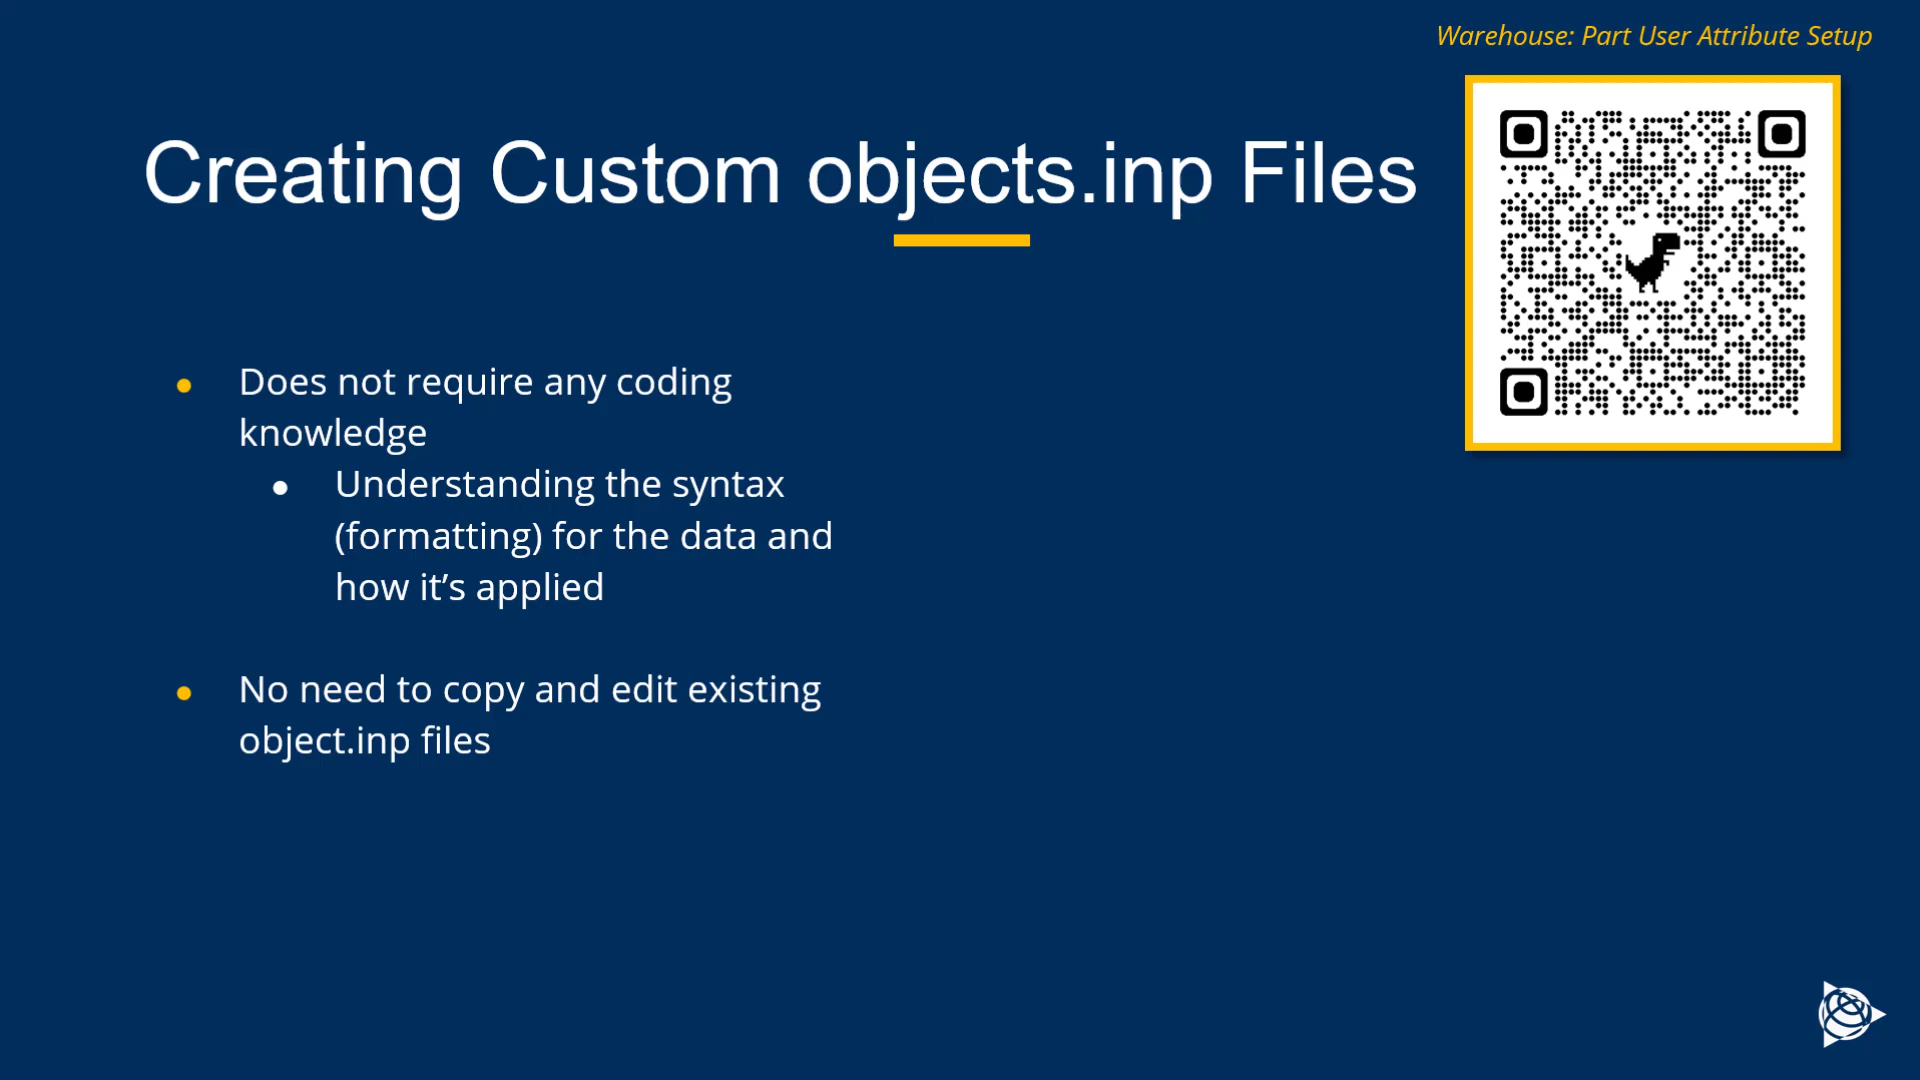 Warehouse: Part User Attribute Setup
Creating Custom objects.inp Files
Does not require any coding
knowledge
Understanding the syntax
(formatting) for the data and
how it’s applied
No need to copy and edit existing
object.inp files